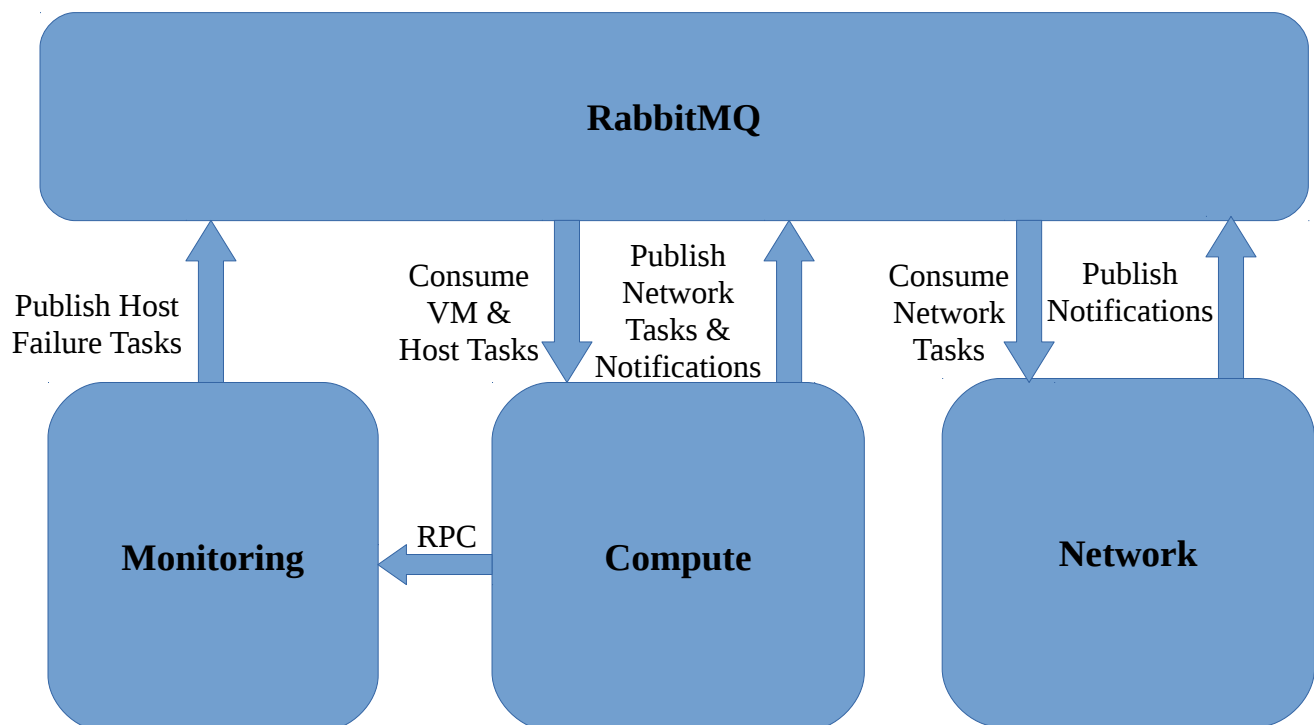 RabbitMQ
Publish Host
Failure Tasks
Consume
VM &
Host Tasks
Publish
Network
Tasks &
Notifications
Consume
Network
Tasks
Publish
Notifications
Monitoring
RPC
Compute
Network